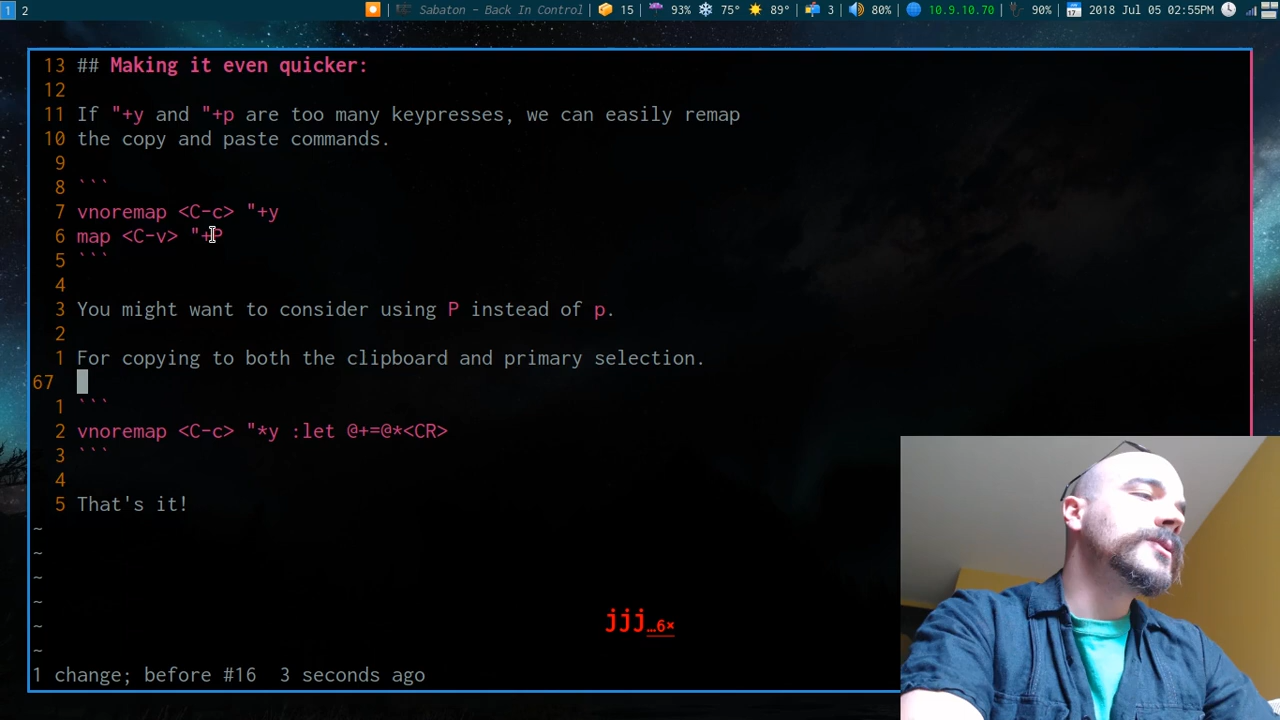 1 2 Sabaton - Back In Control 15 93% 75° 89° 3 80% 10.9.10.70 90% 2018 Jul 05 02:55PM
13 ## Making it even quicker:
12
11 If "+y and "+p are too many keypresses, we can easily remap
10 the copy and paste commands.
9
8 ```
7 vnoremap <C-c> "+y
6 map <C-v> "+P
5 ```
4
3 You might want to consider using P instead of p.
2
1 For copying to both the clipboard and primary selection.
67
1 ```
2 vnoremap <C-c> "*y :let @+=@*<CR>
3 ```
4
5 That's it!
~
~
~
~
~
jjj…6×
~
1 change; before #16 3 seconds ago